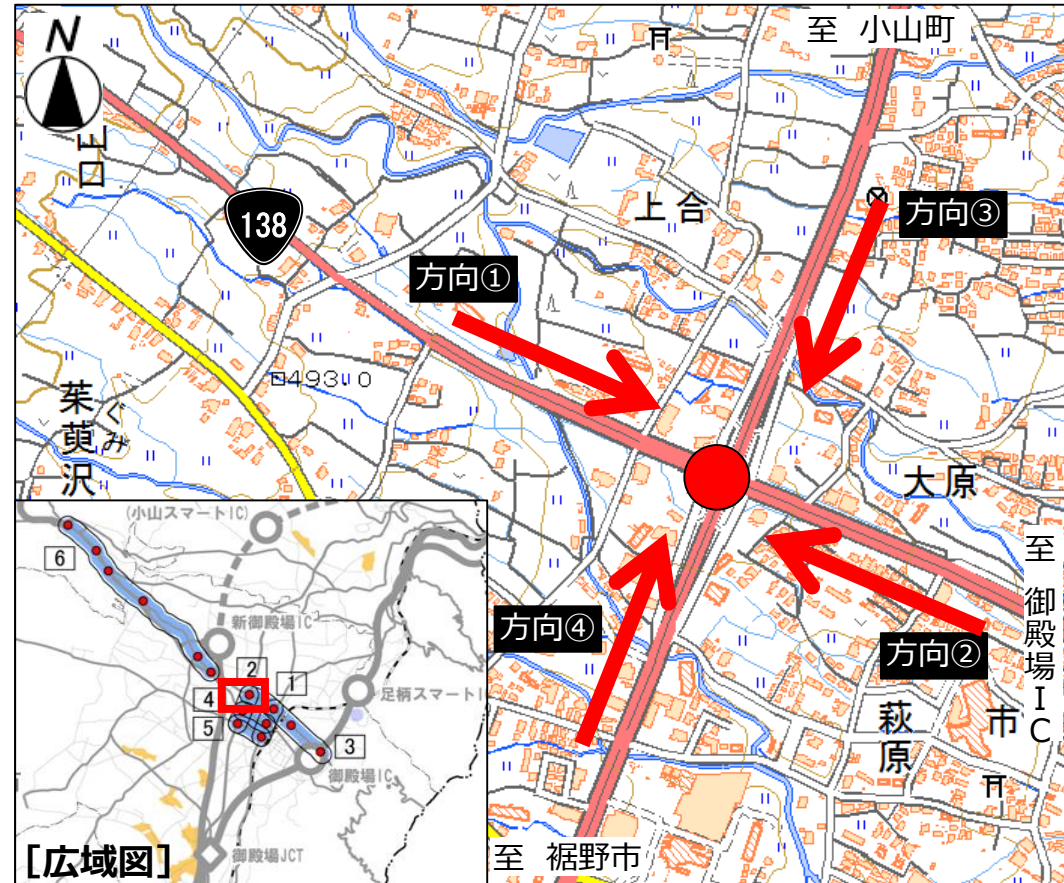 N
至 小山町
山口
138
上合
方向③
方向①
493.0
茱萸沢
ぐみ
大原
至 御殿場IC
方向④
方向②
萩原
市
至 裾野市
(小山スマートIC)
6
新御殿場IC
2
1
4
足柄スマートI
5
3
御殿場IC
御殿場JCT
[広域図]